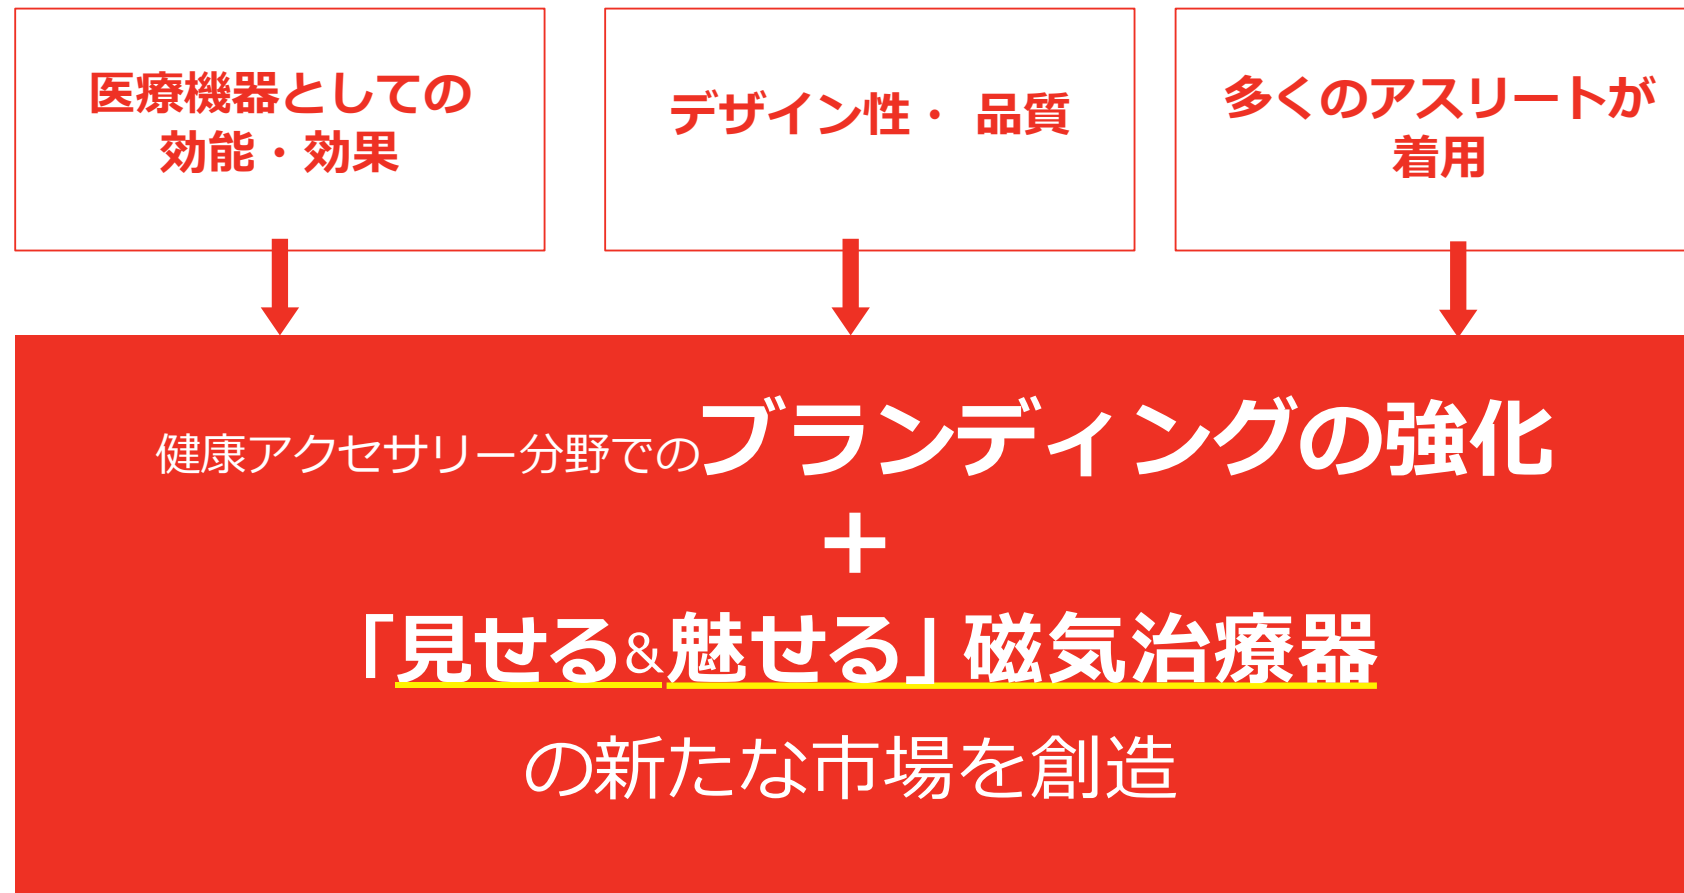 医療機器としての
効能・効果
デザイン性・ 品質
多くのアスリートが
着用
健康アクセサリー分野でのブランディングの強化
＋
「見せる&魅せる」磁気治療器
の新たな市場を創造